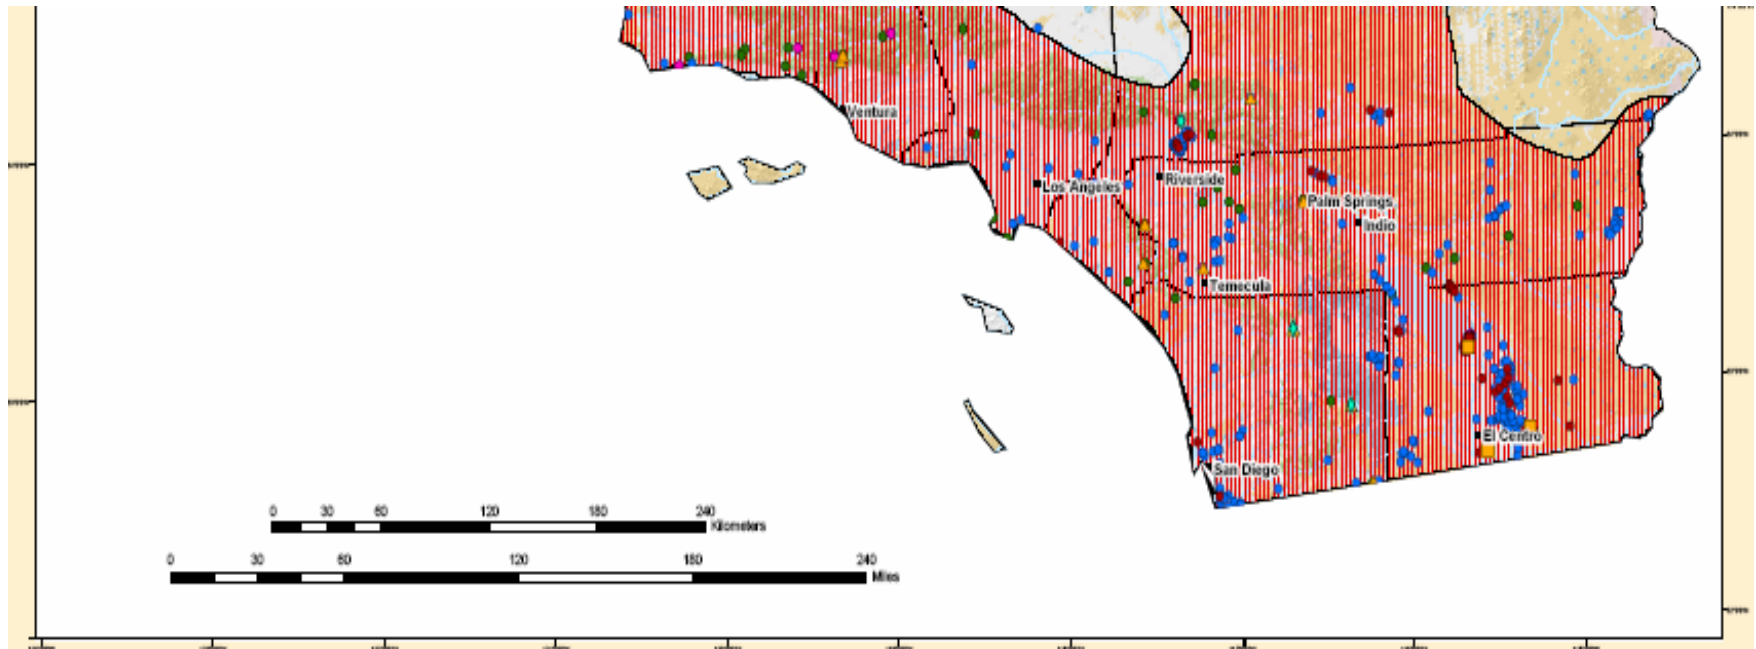 Ventura
Los Angeles
Riverside
Palm Springs
Indio
Temecula
El Centro
San Diego
0 30 60 120 180 240
Kilometers
0 30 60 120 180 240
Miles